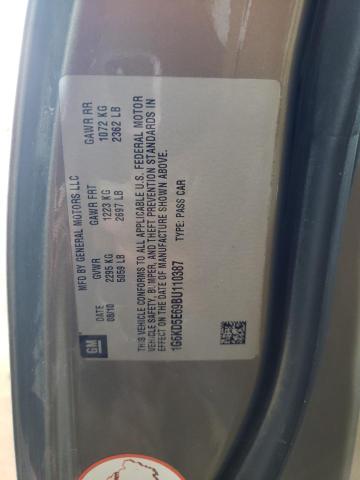 MFD BY GENERAL MOTORS LLC
DATE GVWR GAWR FRT GAWR RR
08/10 2295 KG 1223 KG 1072 KG
5059 LB 2697 LB 2362 LB
THIS VEHICLE CONFORMS TO ALL APPLICABLE U.S. FEDERAL MOTOR
VEHICLE SAFETY, BUMPER, AND THEFT PREVENTION STANDARDS IN
EFFECT ON THE DATE OF MANUFACTURE SHOWN ABOVE.
1G6KD5E69BU110387 TYPE: PASS CAR
GM